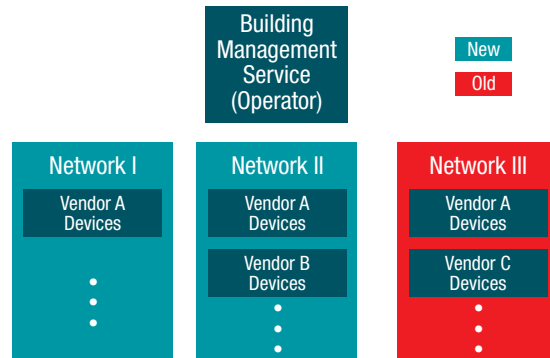 Building
Management
Service
(Operator)
New
Old
Network I
Vendor A
Devices
Network II
Vendor A
Devices
Vendor B
Devices
Network III
Vendor A
Devices
Vendor C
Devices